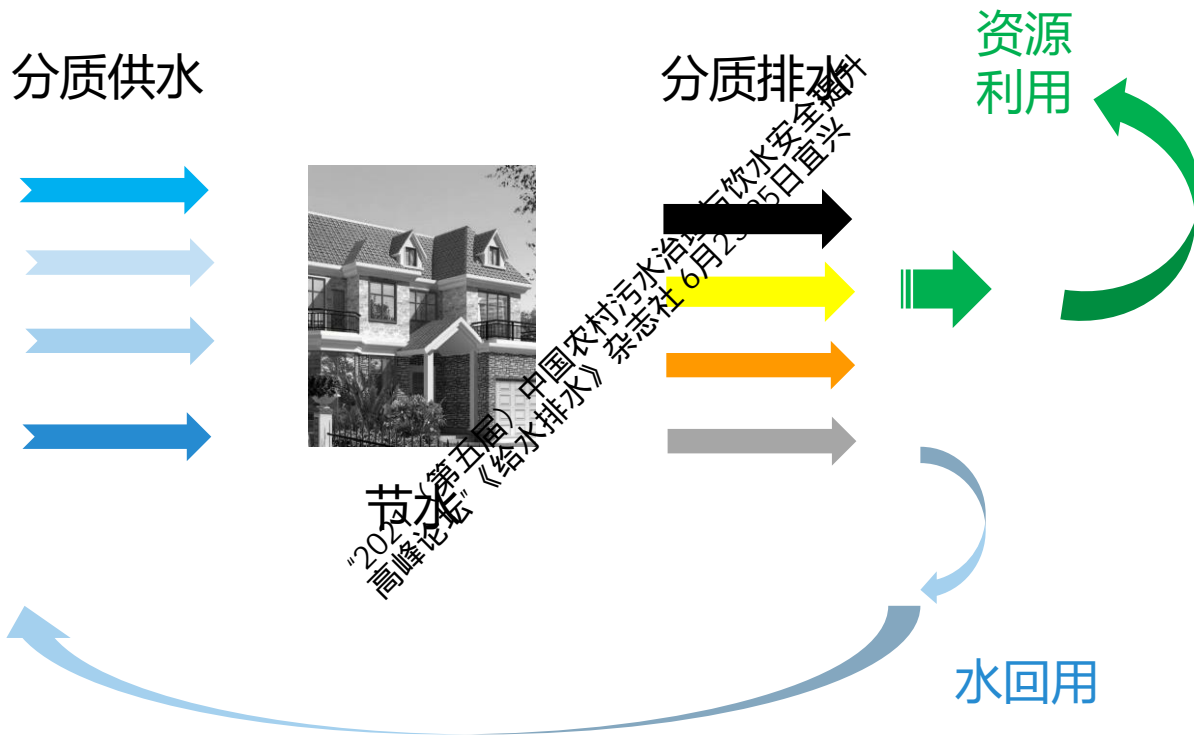 分质供水
分质排水
资源
利用
节水
“2021（第五届）中国农村污水治理与饮水安全提升
高峰论坛”《给水排水》杂志社 6月23-25日宜兴
水回用